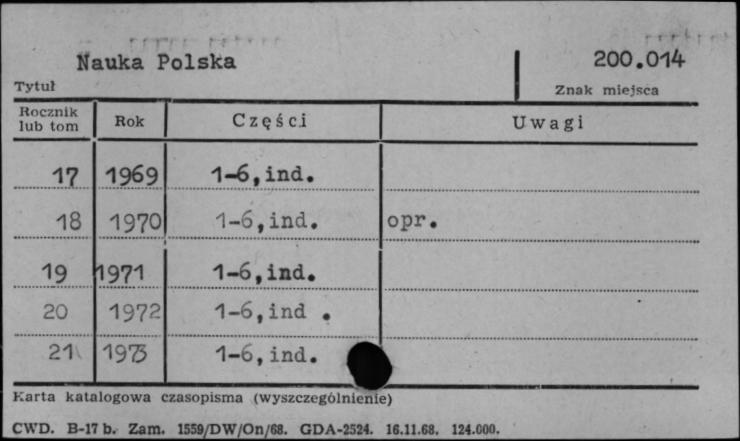 Nauka Polska 200.014
Tytuł Znak miejsca
Rocznik lub tom Rok Części Uwagi
17 1969 1-6,ind.
18 1970 1-6,ind. opr.
19 1971 1-6,ind.
20 1972 1-6,ind .
21 1973 1-6,ind.
Karta katalogowa czasopisma (wyszczególnienie)
CWD. B-17 b. Zam. 1559/DW/On/68. GDA-2524. 16.11.68. 124.000.